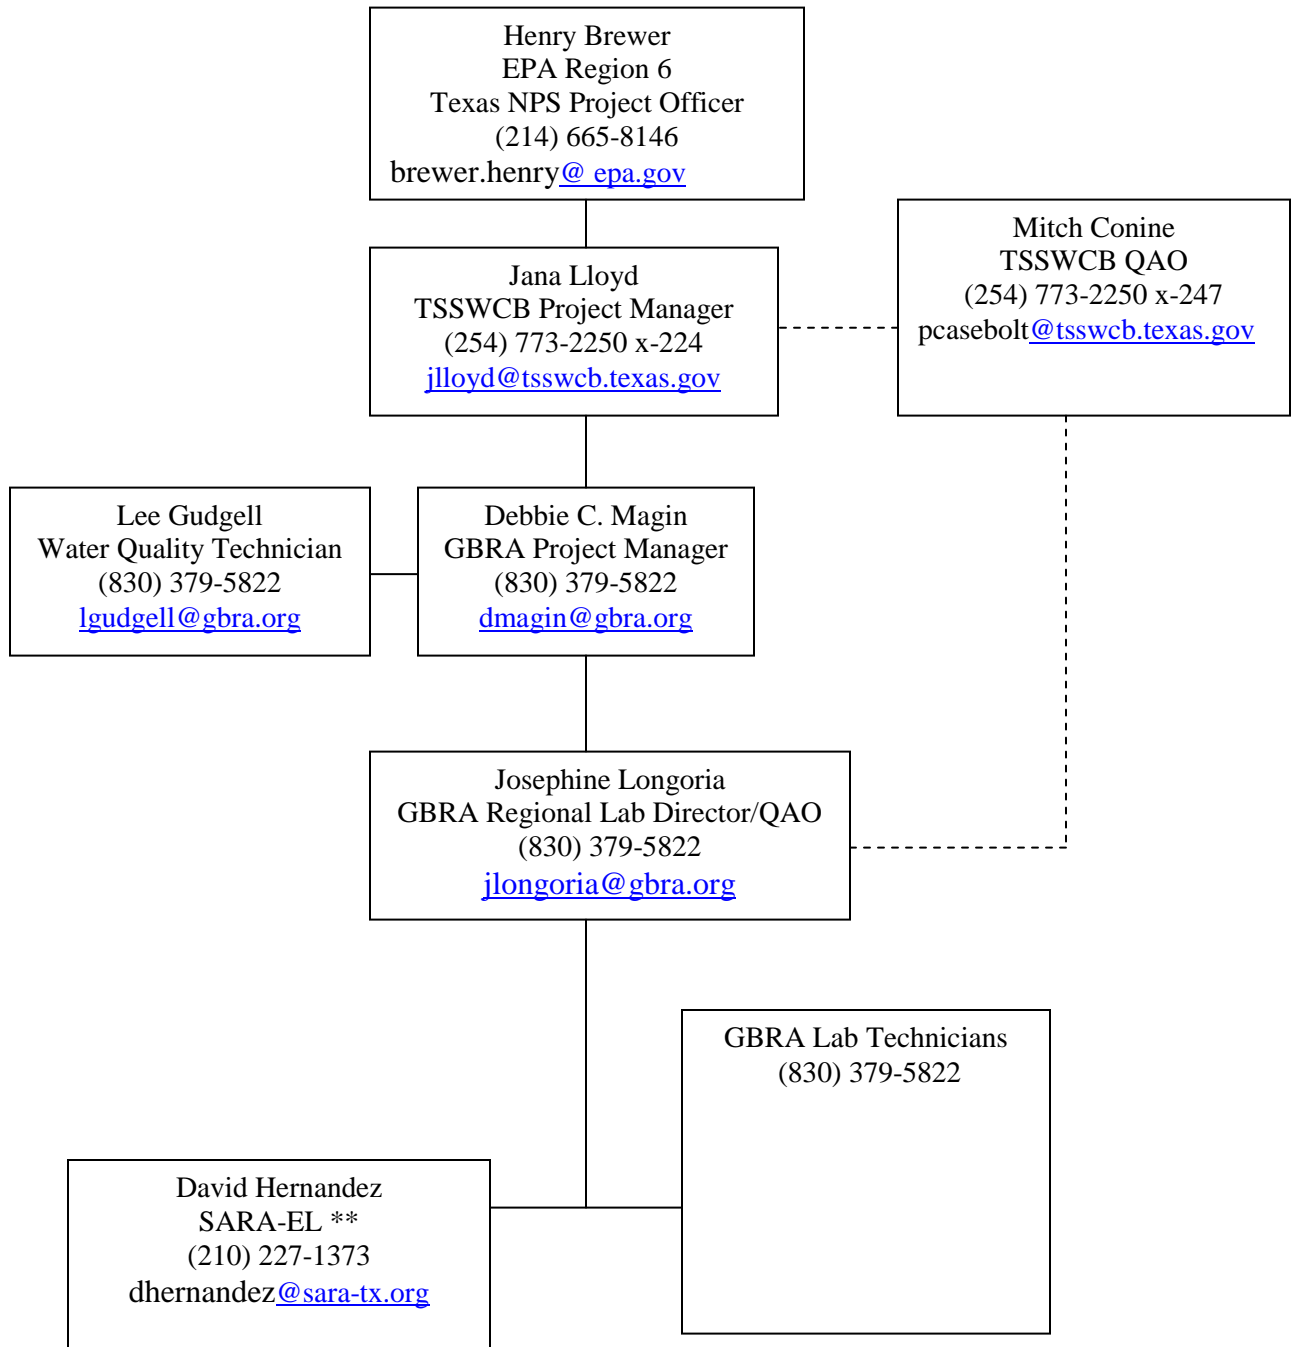 Henry Brewer
EPA Region 6
Texas NPS Project Officer
(214) 665-8146
brewer.henry@ epa.gov
Mitch Conine
TSSWCB QAO
(254) 773-2250 x-247
pcasebolt@tsswcb.texas.gov
Jana Lloyd
TSSWCB Project Manager
(254) 773-2250 x-224
jlloyd@tsswcb.texas.gov
Lee Gudgell
Water Quality Technician
(830) 379-5822
lgudgell@gbra.org
Debbie C. Magin
GBRA Project Manager
(830) 379-5822
dmagin@gbra.org
Josephine Longoria
GBRA Regional Lab Director/QAO
(830) 379-5822
jlongoria@gbra.org
GBRA Lab Technicians
(830) 379-5822
David Hernandez
SARA-EL **
(210) 227-1373
dhernandez@sara-tx.org